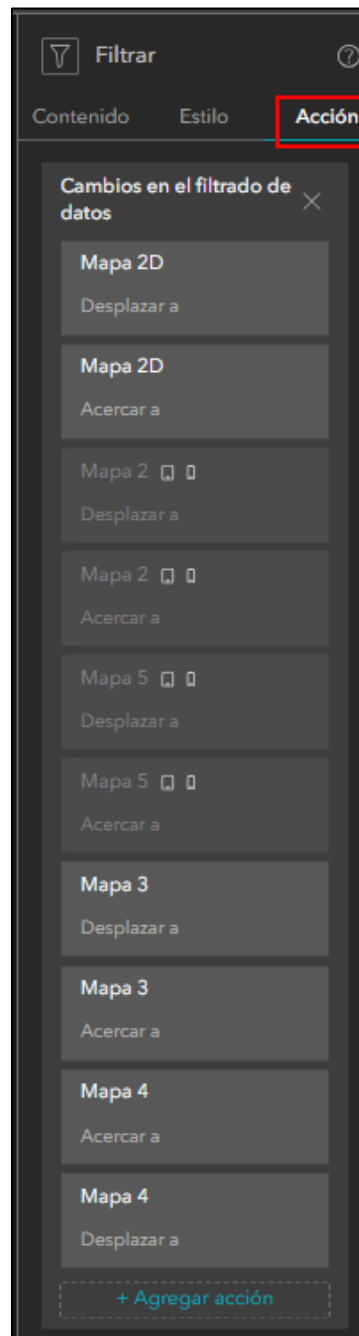 Filtrar
Contenido Estilo Acción
Cambios en el filtrado de
datos
Mapa 2D
Desplazar a
Mapa 2D
Acercar a
Mapa 2
Desplazar a
Mapa 2
Acercar a
Mapa 5
Desplazar a
Mapa 5
Acercar a
Mapa 3
Desplazar a
Mapa 3
Acercar a
Mapa 4
Acercar a
Mapa 4
Desplazar a
+ Agregar acción